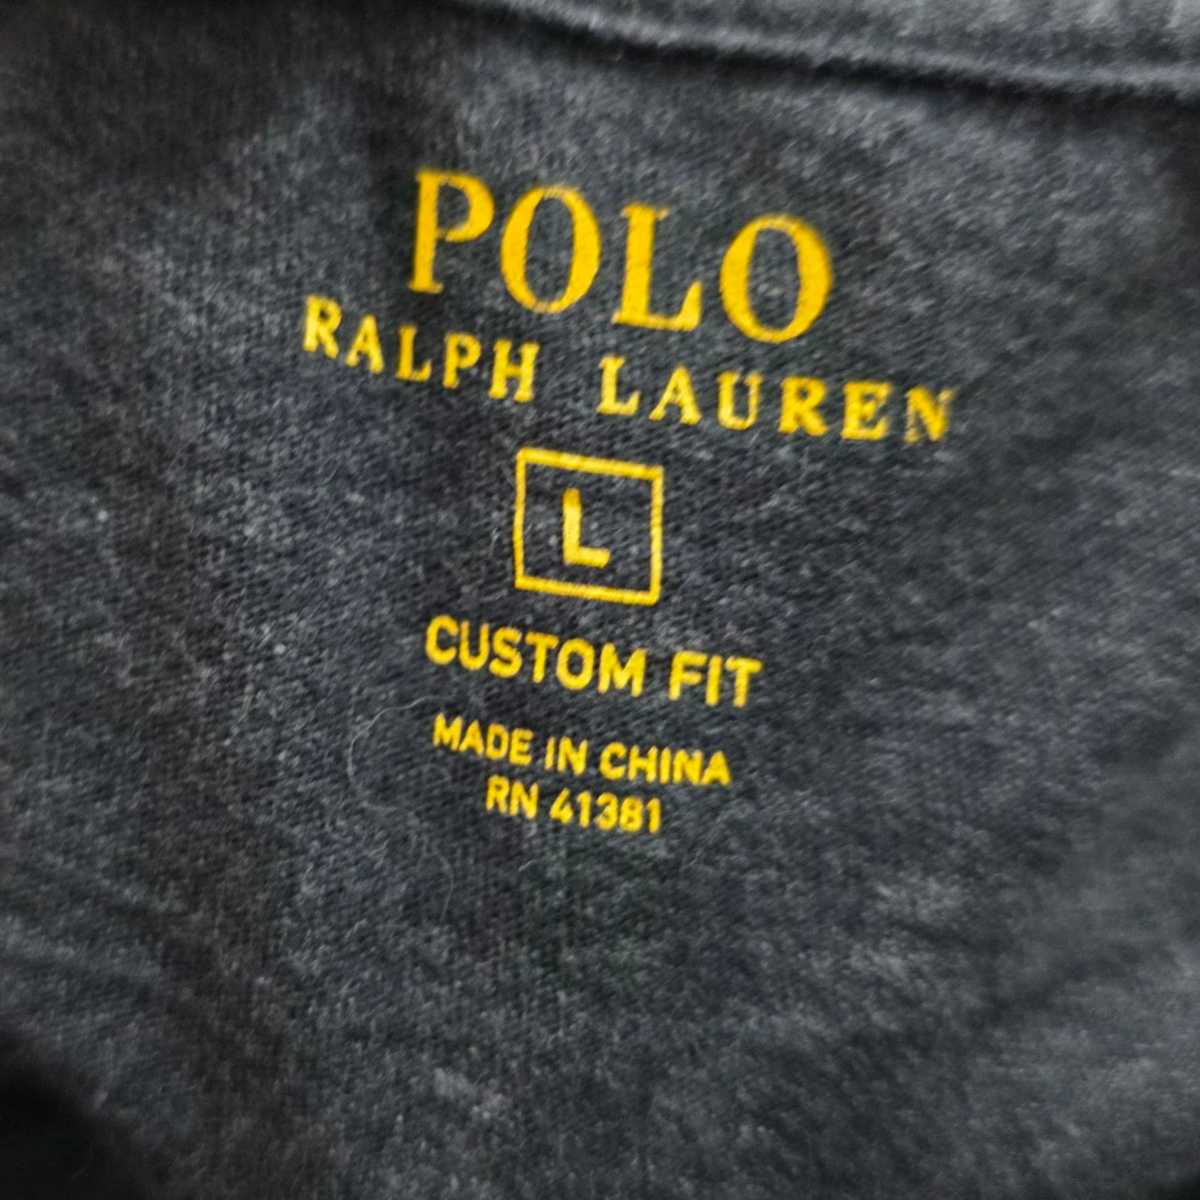 POLO
RALPH LAUREN
L
CUSTOM FIT
MADE IN CHINA
RN 41381